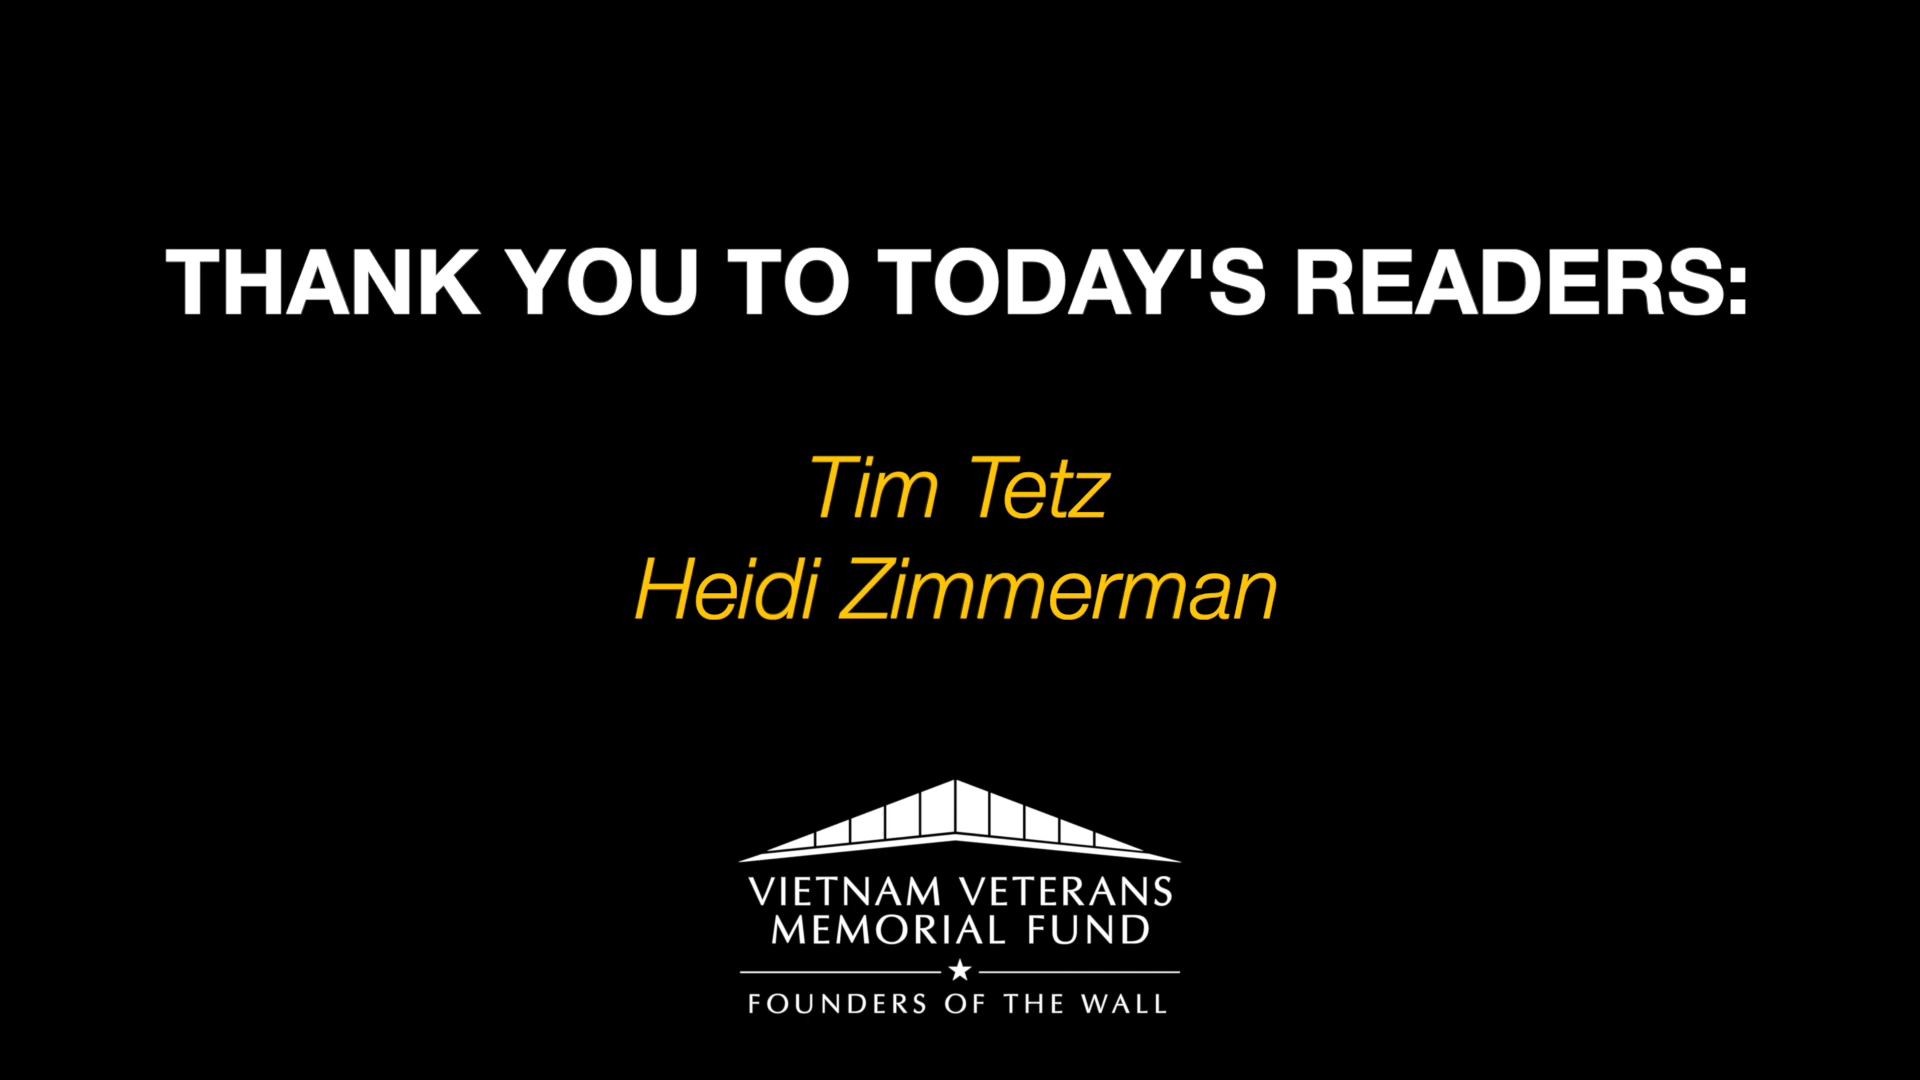 THANK YOU TO TODAY'S READERS:
Tim Tetz
Heidi Zimmerman
VIETNAM VETERANS
MEMORIAL FUND
FOUNDERS OF THE WALL